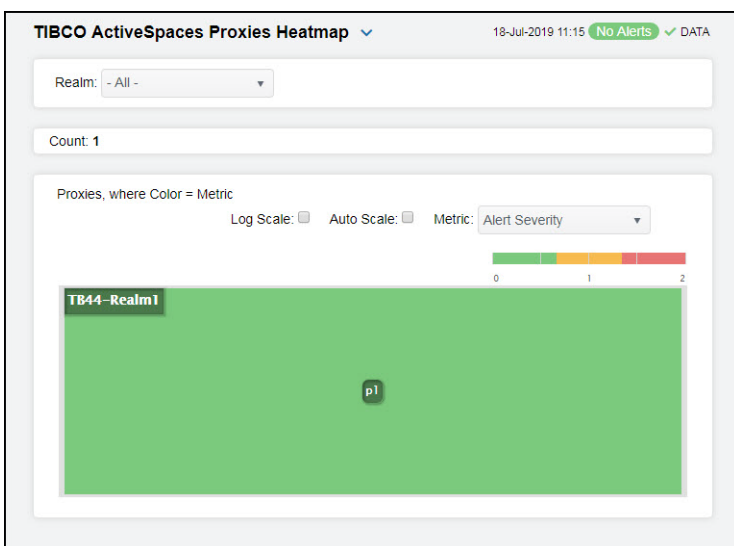 TIBCO ActiveSpaces Proxies Heatmap 18-Jul-2019 11:15 No Alerts DATA
Realm: - All -
Count: 1
Proxies, where Color = Metric
Log Scale: Auto Scale: Metric: Alert Severity
0 1 2
TB44-Realm1
p1